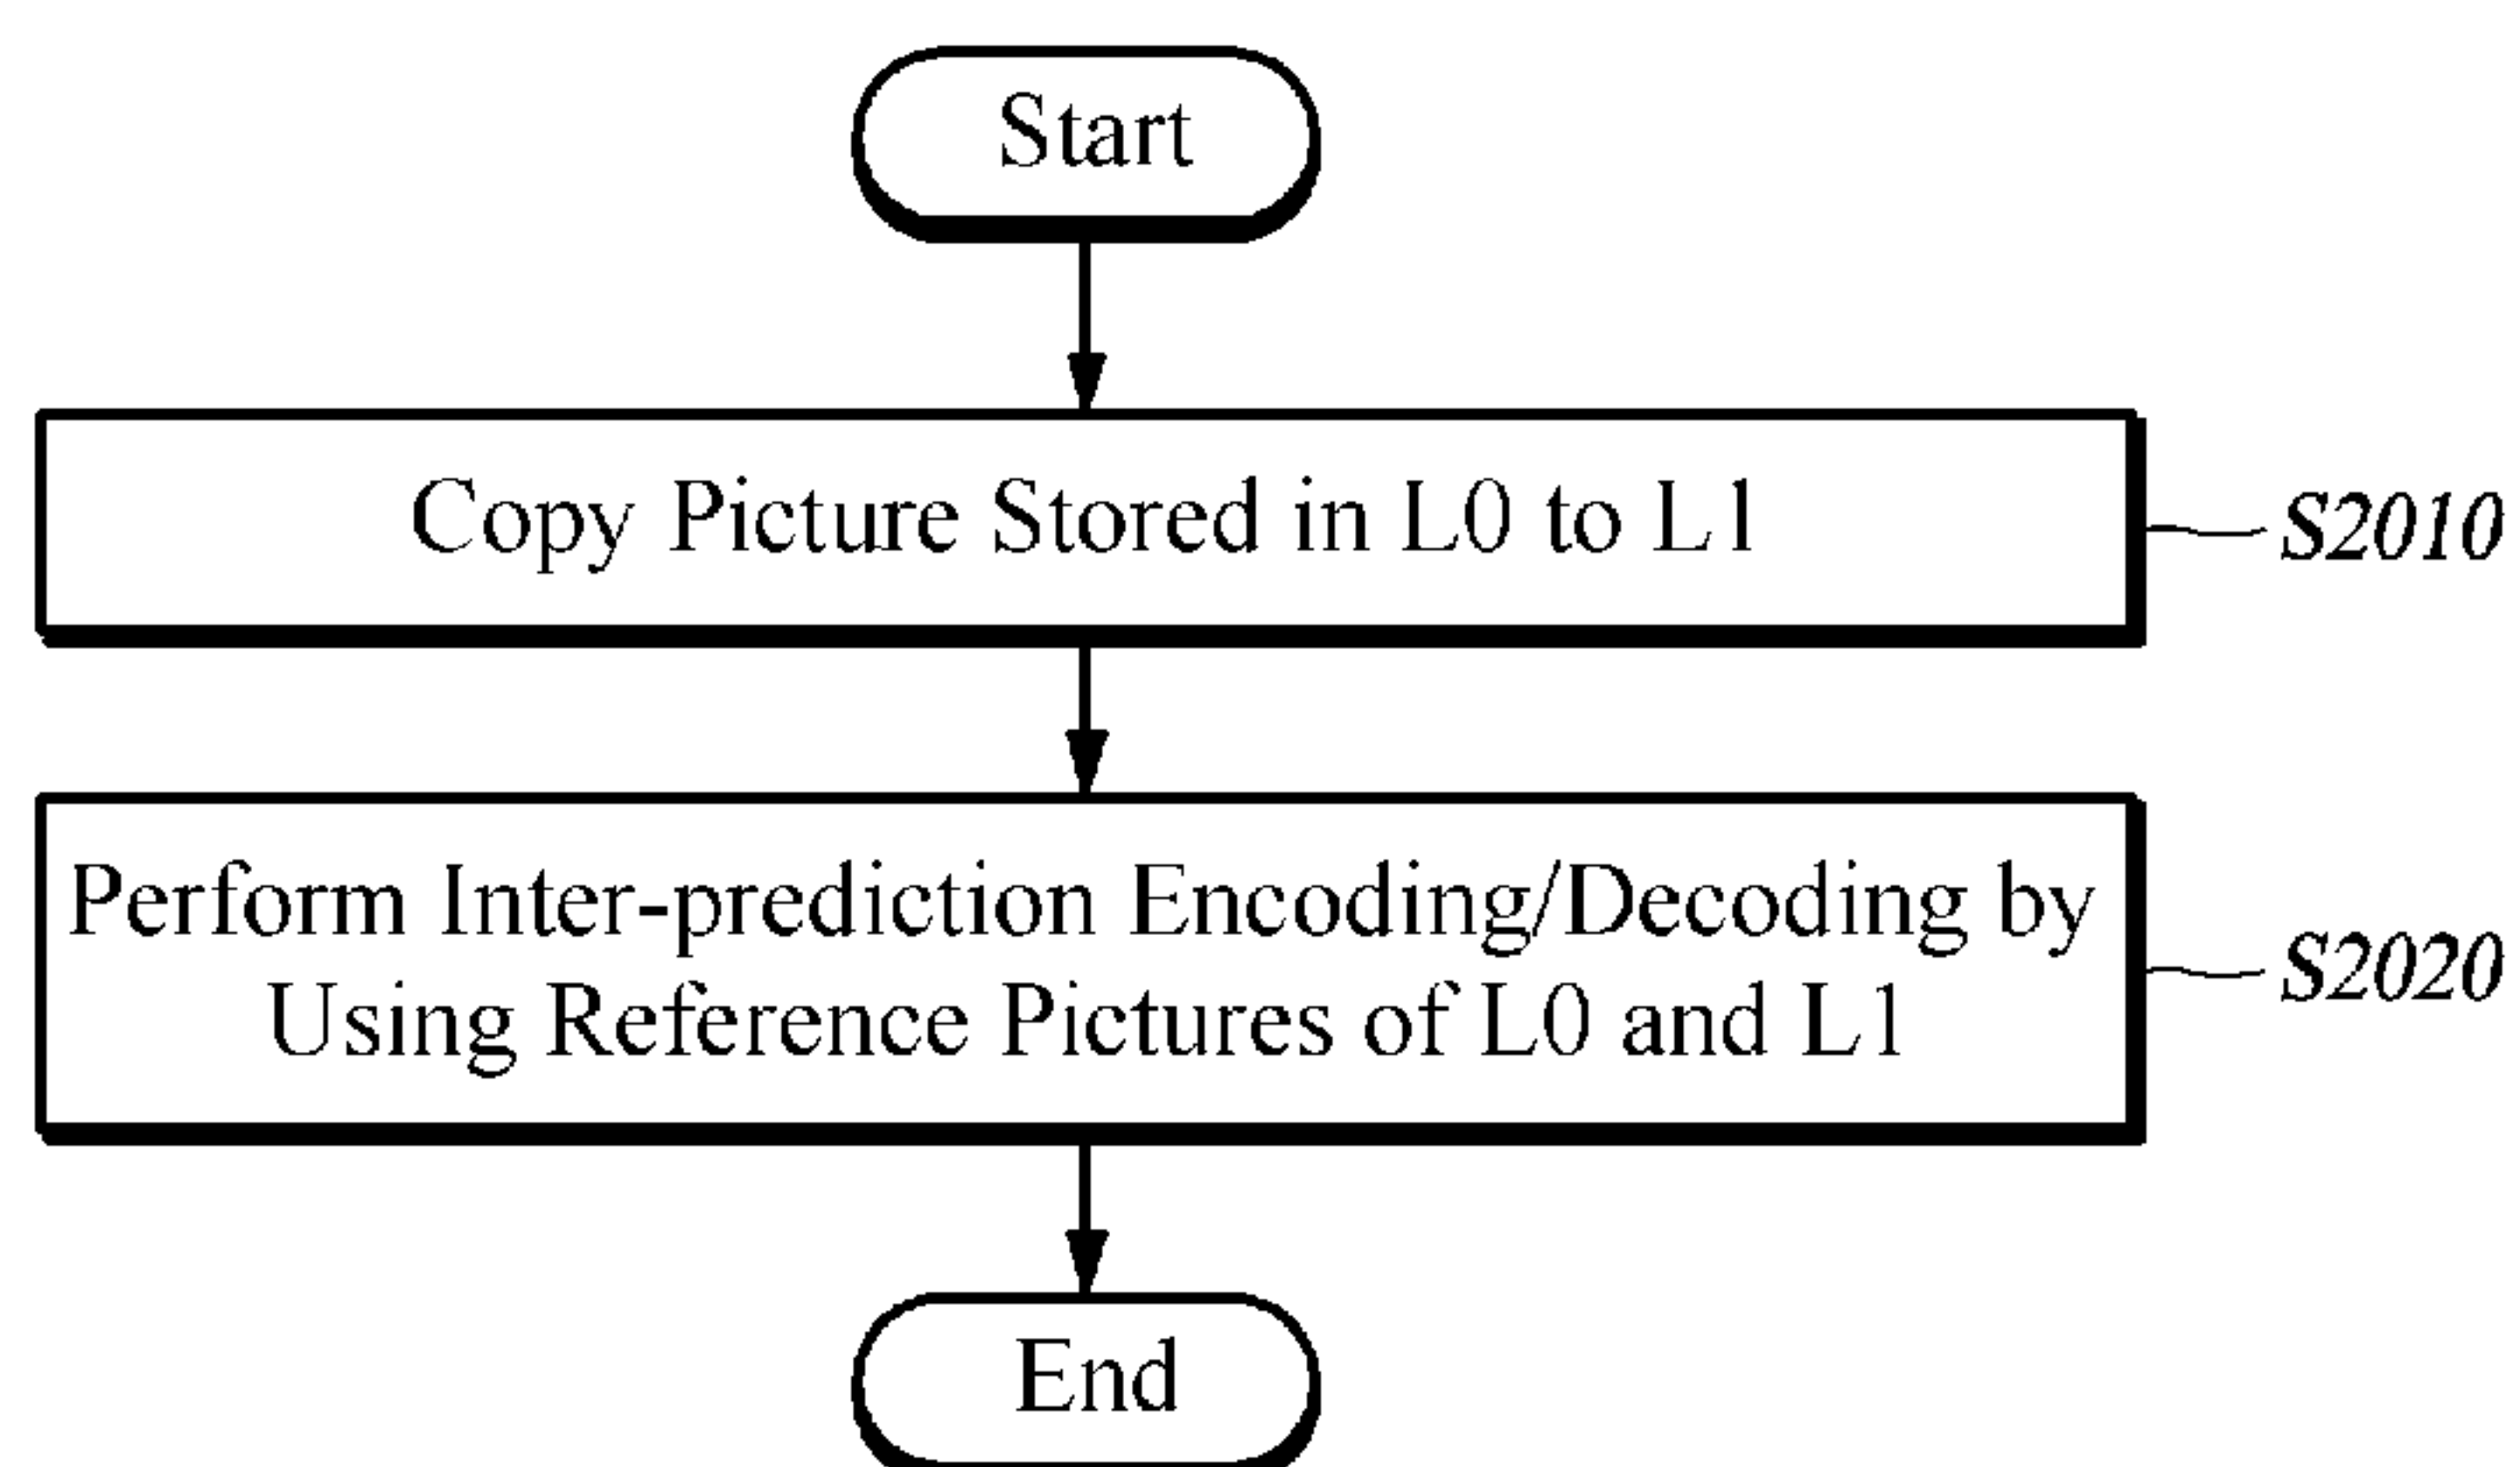 Start
Copy Picture Stored in L0 to L1
S2010
Perform Inter-prediction Encoding/Decoding by
Using Reference Pictures of L0 and L1
S2020
End